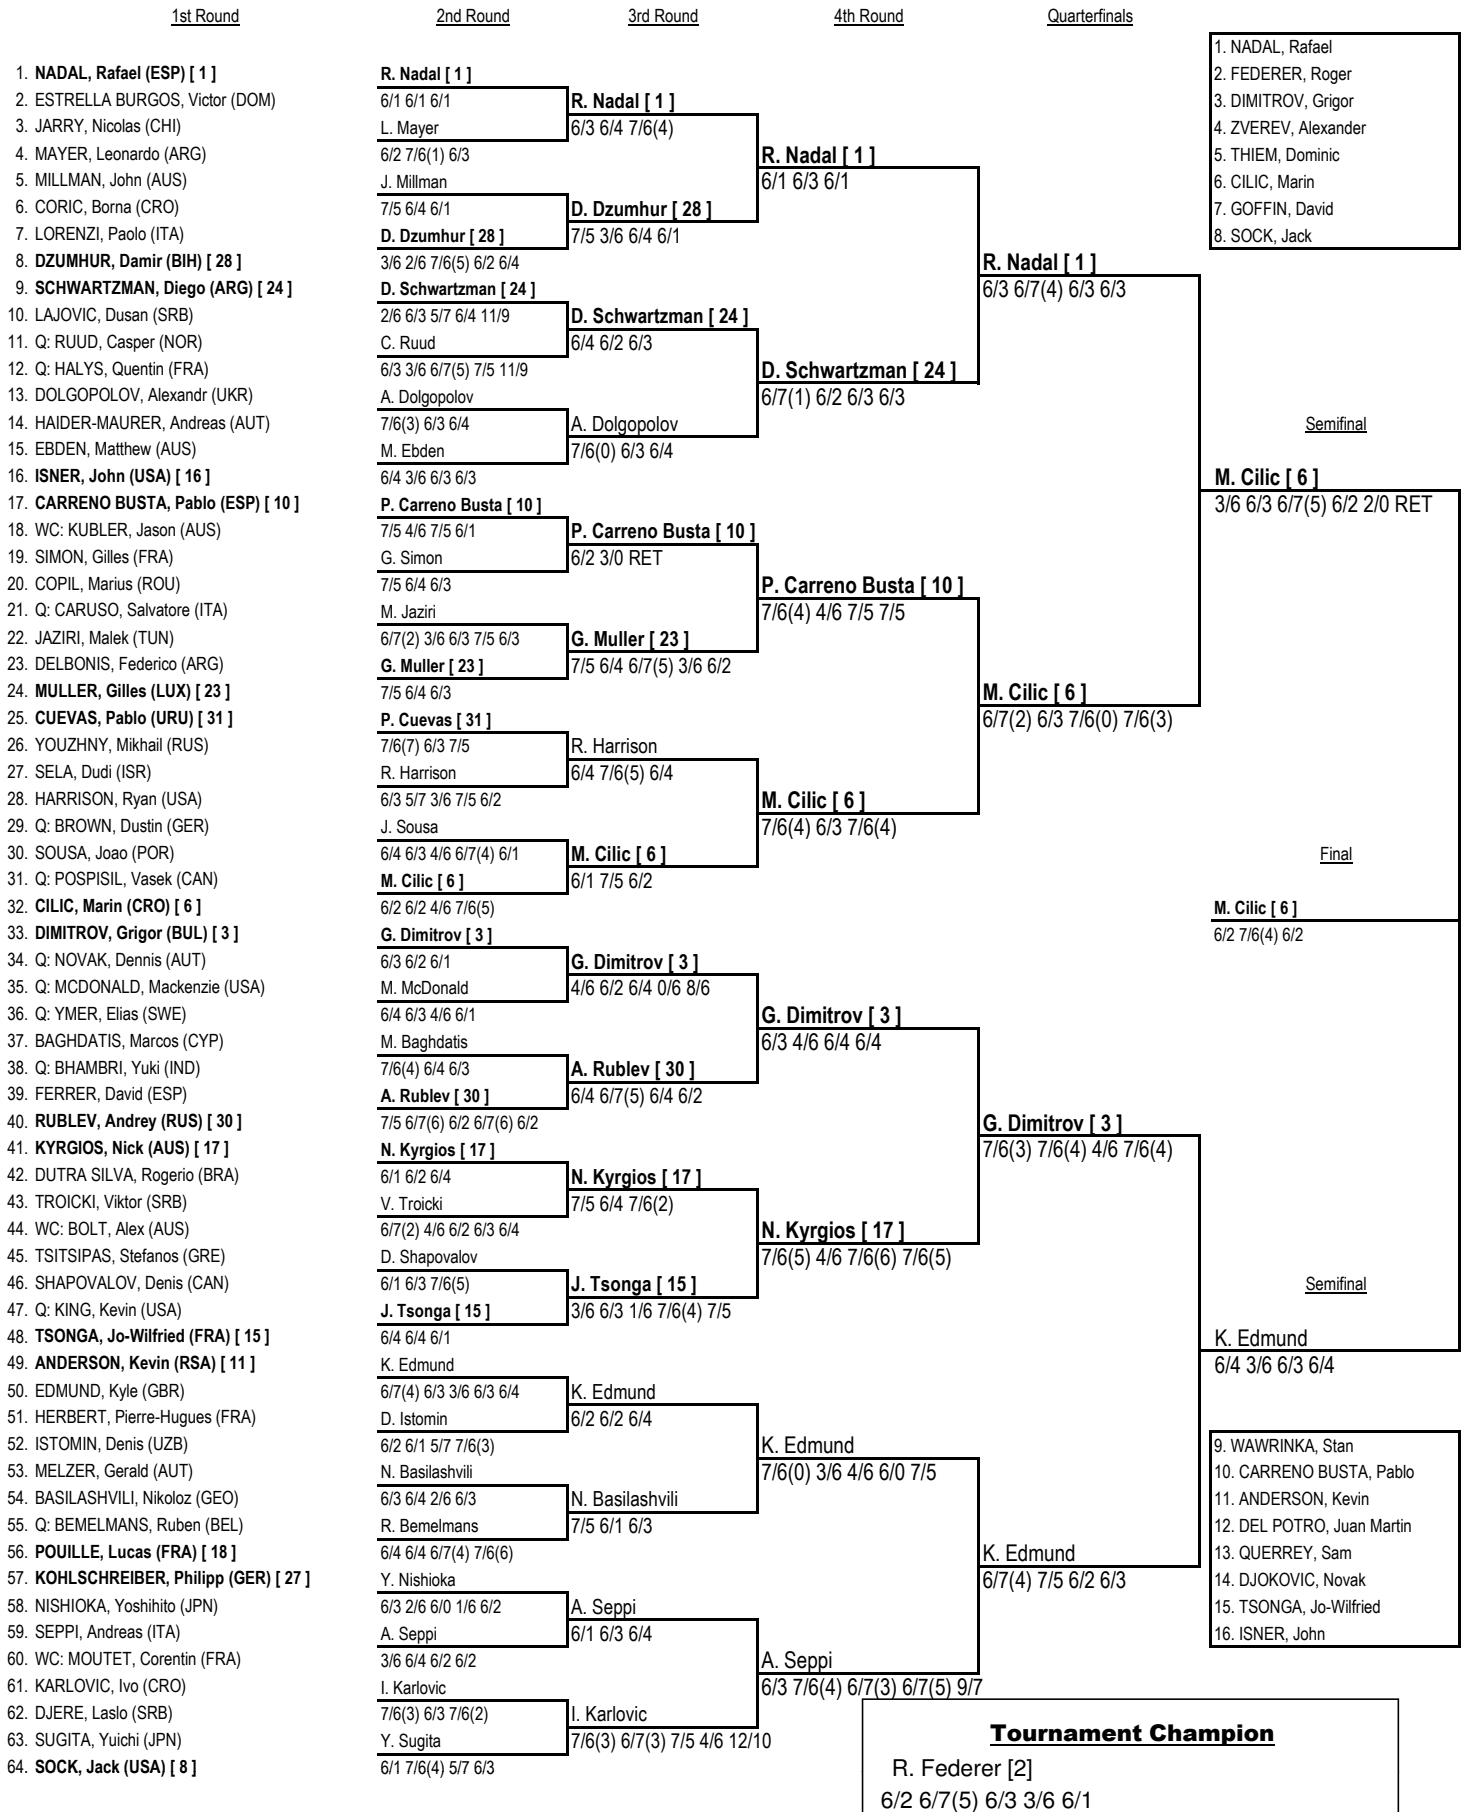 1st Round
2nd Round
3rd Round
4th Round
Quarterfinals
1. NADAL, Rafael (ESP) [ 1 ]
2. ESTRELLA BURGOS, Victor (DOM)
3. JARRY, Nicolas (CHI)
4. MAYER, Leonardo (ARG)
5. MILLMAN, John (AUS)
6. CORIC, Borna (CRO)
7. LORENZI, Paolo (ITA)
8. DZUMHUR, Damir (BIH) [ 28 ]
9. SCHWARTZMAN, Diego (ARG) [ 24 ]
10. LAJOVIC, Dusan (SRB)
11. Q: RUUD, Casper (NOR)
12. Q: HALYS, Quentin (FRA)
13. DOLGOPOLOV, Alexandr (UKR)
14. HAIDER-MAURER, Andreas (AUT)
15. EBDEN, Matthew (AUS)
16. ISNER, John (USA) [ 16 ]
17. CARRENO BUSTA, Pablo (ESP) [ 10 ]
18. WC: KUBLER, Jason (AUS)
19. SIMON, Gilles (FRA)
20. COPIL, Marius (ROU)
21. Q: CARUSO, Salvatore (ITA)
22. JAZIRI, Malek (TUN)
23. DELBONIS, Federico (ARG)
24. MULLER, Gilles (LUX) [ 23 ]
25. CUEVAS, Pablo (URU) [ 31 ]
26. YOUZHNY, Mikhail (RUS)
27. SELA, Dudi (ISR)
28. HARRISON, Ryan (USA)
29. Q: BROWN, Dustin (GER)
30. SOUSA, Joao (POR)
31. Q: POSPISIL, Vasek (CAN)
32. CILIC, Marin (CRO) [ 6 ]
33. DIMITROV, Grigor (BUL) [ 3 ]
34. Q: NOVAK, Dennis (AUT)
35. Q: MCDONALD, Mackenzie (USA)
36. Q: YMER, Elias (SWE)
37. BAGHDATIS, Marcos (CYP)
38. Q: BHAMBRI, Yuki (IND)
39. FERRER, David (ESP)
40. RUBLEV, Andrey (RUS) [ 30 ]
41. KYRGIOS, Nick (AUS) [ 17 ]
42. DUTRA SILVA, Rogerio (BRA)
43. TROICKI, Viktor (SRB)
44. WC: BOLT, Alex (AUS)
45. TSITSIPAS, Stefanos (GRE)
46. SHAPOVALOV, Denis (CAN)
47. Q: KING, Kevin (USA)
48. TSONGA, Jo-Wilfried (FRA) [ 15 ]
49. ANDERSON, Kevin (RSA) [ 11 ]
50. EDMUND, Kyle (GBR)
51. HERBERT, Pierre-Hugues (FRA)
52. ISTOMIN, Denis (UZB)
53. MELZER, Gerald (AUT)
54. BASILASHVILI, Nikoloz (GEO)
55. Q: BEMELMANS, Ruben (BEL)
56. POUILLE, Lucas (FRA) [ 18 ]
57. KOHLSCHREIBER, Philipp (GER) [ 27 ]
58. NISHIOKA, Yoshihito (JPN)
59. SEPPI, Andreas (ITA)
60. WC: MOUTET, Corentin (FRA)
61. KARLOVIC, Ivo (CRO)
62. DJERE, Laslo (SRB)
63. SUGITA, Yuichi (JPN)
64. SOCK, Jack (USA) [ 8 ]
R. Nadal [ 1 ]
6/1 6/1 6/1
L. Mayer
6/2 7/6(1) 6/3
J. Millman
7/5 6/4 6/1
D. Dzumhur [ 28 ]
3/6 2/6 7/6(5) 6/2 6/4
D. Schwartzman [ 24 ]
2/6 6/3 5/7 6/4 11/9
C. Ruud
6/3 3/6 6/7(5) 7/5 11/9
A. Dolgopolov
7/6(3) 6/3 6/4
M. Ebden
6/4 3/6 6/3 6/3
P. Carreno Busta [ 10 ]
7/5 4/6 7/5 6/1
G. Simon
7/5 6/4 6/3
M. Jaziri
6/7(2) 3/6 6/3 7/5 6/3
G. Muller [ 23 ]
7/5 6/4 6/3
P. Cuevas [ 31 ]
7/6(7) 6/3 7/5
R. Harrison
6/3 5/7 3/6 7/5 6/2
J. Sousa
6/4 6/3 4/6 6/7(4) 6/1
M. Cilic [ 6 ]
6/2 6/2 4/6 7/6(5)
G. Dimitrov [ 3 ]
6/3 6/2 6/1
M. McDonald
6/4 6/3 4/6 6/1
M. Baghdatis
7/6(4) 6/4 6/3
A. Rublev [ 30 ]
7/5 6/7(6) 6/2 6/7(6) 6/2
N. Kyrgios [ 17 ]
6/1 6/2 6/4
V. Troicki
6/7(2) 4/6 6/2 6/3 6/4
D. Shapovalov
6/1 6/3 7/6(5)
J. Tsonga [ 15 ]
6/4 6/4 6/1
K. Edmund
6/7(4) 6/3 3/6 6/3 6/4
D. Istomin
6/2 6/1 5/7 7/6(3)
N. Basilashvili
6/3 6/4 2/6 6/3
R. Bemelmans
6/4 6/4 6/7(4) 7/6(6)
Y. Nishioka
6/3 2/6 6/0 1/6 6/2
A. Seppi
3/6 6/4 6/2 6/2
I. Karlovic
7/6(3) 6/3 7/6(2)
Y. Sugita
6/1 7/6(4) 5/7 6/3
R. Nadal [ 1 ]
6/3 6/4 7/6(4)
D. Dzumhur [ 28 ]
7/5 3/6 6/4 6/1
D. Schwartzman [ 24 ]
6/4 6/2 6/3
A. Dolgopolov
7/6(0) 6/3 6/4
P. Carreno Busta [ 10 ]
6/2 3/0 RET
G. Muller [ 23 ]
7/5 6/4 6/7(5) 3/6 6/2
R. Harrison
6/4 7/6(5) 6/4
M. Cilic [ 6 ]
6/1 7/5 6/2
G. Dimitrov [ 3 ]
4/6 6/2 6/4 0/6 8/6
A. Rublev [ 30 ]
6/4 6/7(5) 6/4 6/2
N. Kyrgios [ 17 ]
7/5 6/4 7/6(2)
J. Tsonga [ 15 ]
3/6 6/3 1/6 7/6(4) 7/5
K. Edmund
6/2 6/2 6/4
N. Basilashvili
7/5 6/1 6/3
A. Seppi
6/1 6/3 6/4
I. Karlovic
7/6(3) 6/7(3) 7/5 4/6 12/10
R. Nadal [ 1 ]
6/1 6/3 6/1
D. Schwartzman [ 24 ]
6/7(1) 6/2 6/3 6/3
P. Carreno Busta [ 10 ]
7/6(4) 4/6 7/5 7/5
M. Cilic [ 6 ]
7/6(4) 6/3 7/6(4)
G. Dimitrov [ 3 ]
6/3 4/6 6/4 6/4
N. Kyrgios [ 17 ]
7/6(5) 4/6 7/6(6) 7/6(5)
K. Edmund
7/6(0) 3/6 4/6 6/0 7/5
A. Seppi
6/3 7/6(4) 6/7(3) 6/7(5) 9/7
R. Nadal [ 1 ]
6/3 6/7(4) 6/3 6/3
M. Cilic [ 6 ]
6/7(2) 6/3 7/6(0) 7/6(3)
G. Dimitrov [ 3 ]
7/6(3) 7/6(4) 4/6 7/6(4)
K. Edmund
6/7(4) 7/5 6/2 6/3
1. NADAL, Rafael
2. FEDERER, Roger
3. DIMITROV, Grigor
4. ZVEREV, Alexander
5. THIEM, Dominic
6. CILIC, Marin
7. GOFFIN, David
8. SOCK, Jack
Semifinal
M. Cilic [ 6 ]
3/6 6/3 6/7(5) 6/2 2/0 RET
Final
M. Cilic [ 6 ]
6/2 7/6(4) 6/2
Semifinal
K. Edmund
6/4 3/6 6/3 6/4
9. WAWRINKA, Stan
10. CARRENO BUSTA, Pablo
11. ANDERSON, Kevin
12. DEL POTRO, Juan Martin
13. QUERREY, Sam
14. DJOKOVIC, Novak
15. TSONGA, Jo-Wilfried
16. ISNER, John
Tournament Champion
R. Federer [2]
6/2 6/7(5) 6/3 3/6 6/1